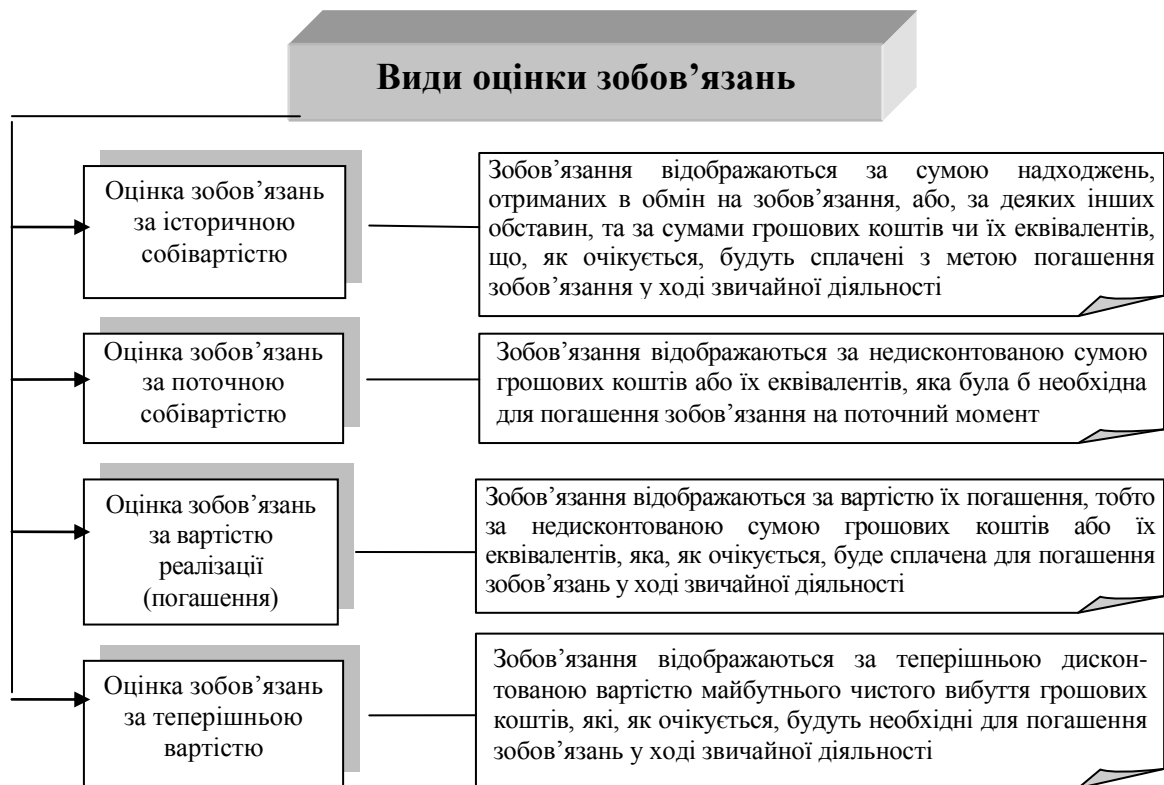 Види оцінки зобов’язань
Оцінка зобов’язань
за історичною
собівартістю
Зобов’язання відображаються за сумою надходжень,
отриманих в обмін на зобов’язання, або, за деяких інших
обставин, та за сумами грошових коштів чи їх еквівалентів,
що, як очікується, будуть сплачені з метою погашення
зобов’язання у ході звичайної діяльності
Оцінка зобов’язань
за поточною
собівартістю
Зобов’язання відображаються за недисконтованою сумою
грошових коштів або їх еквівалентів, яка була б необхідна
для погашення зобов’язання на поточний момент
Оцінка зобов’язань
за вартістю
реалізації
(погашення)
Зобов’язання відображаються за вартістю їх погашення, тобто
за недисконтованою сумою грошових коштів або їх
еквівалентів, яка, як очікується, буде сплачена для погашення
зобов’язань у ході звичайної діяльності
Оцінка зобов’язань
за теперішньою
вартістю
Зобов’язання відображаються за теперішньою дискон-
тованою вартістю майбутнього чистого вибуття грошових
коштів, які, як очікується, будуть необхідні для погашення
зобов’язань у ході звичайної діяльності